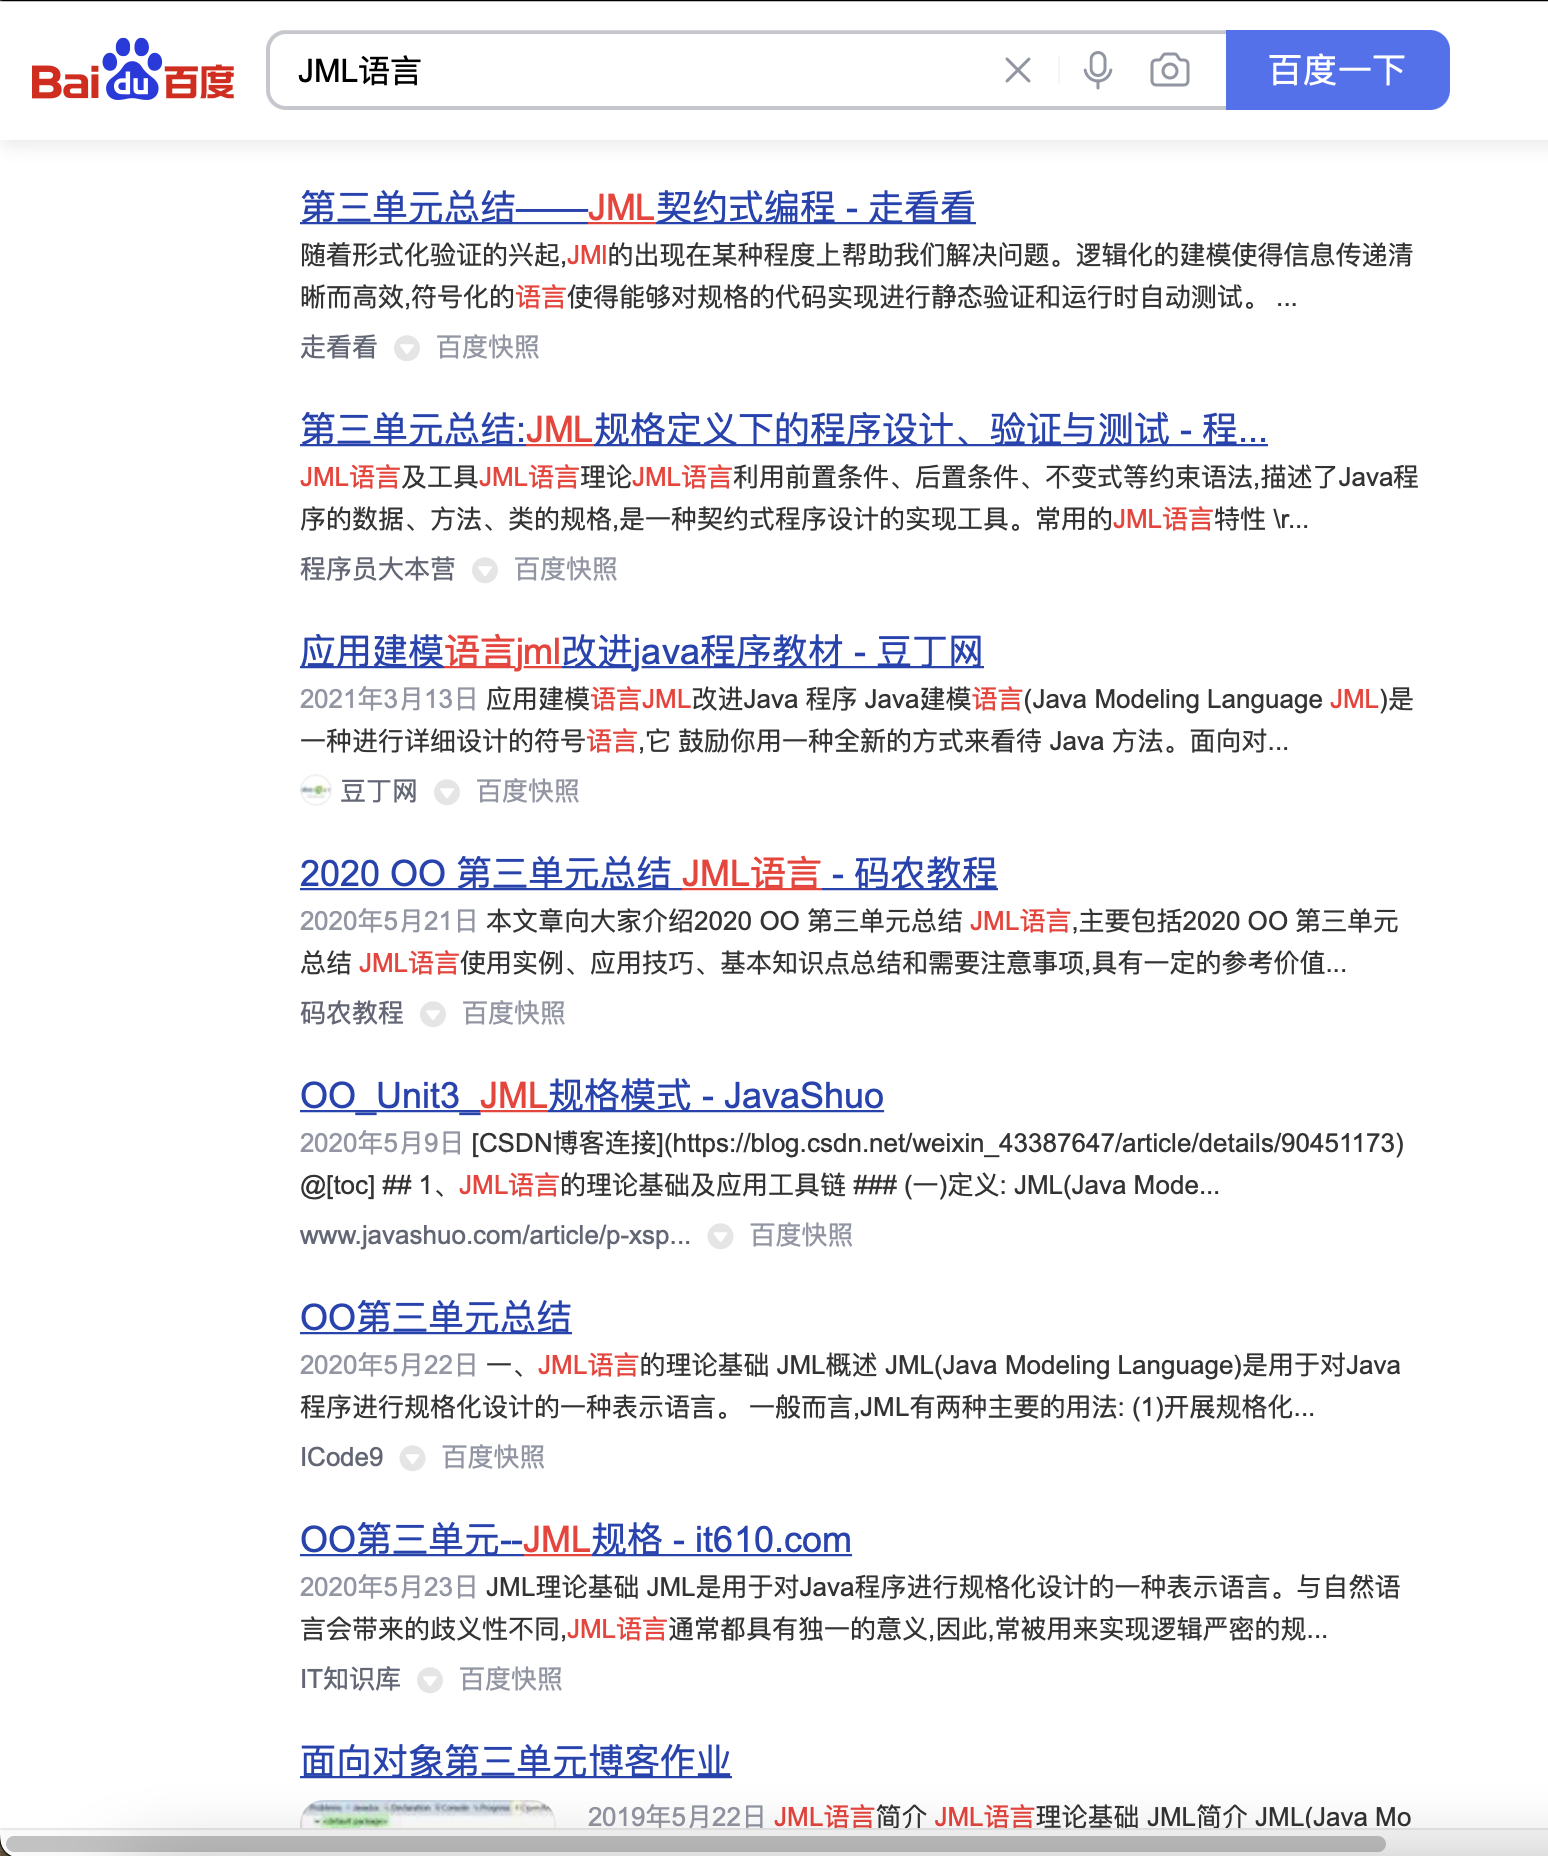 Baidu百度
JML语言
百度一下
第三单元总结——JML契约式编程 - 走看看
随着形式化验证的兴起,JMl的出现在某种程度上帮助我们解决问题。逻辑化的建模使得信息传递清
晰而高效,符号化的语言使得能够对规格的代码实现进行静态验证和运行时自动测试。 ...
走看看 百度快照
第三单元总结:JML规格定义下的程序设计、验证与测试 - 程...
JML语言及工具JML语言理论JML语言利用前置条件、后置条件、不变式等约束语法,描述了Java程
序的数据、方法、类的规格,是一种契约式程序设计的实现工具。常用的JML语言特性 \r...
程序员大本营 百度快照
应用建模语言jml改进java程序教材 - 豆丁网
2021年3月13日 应用建模语言JML改进Java 程序 Java建模语言(Java Modeling Language JML)是
一种进行详细设计的符号语言,它 鼓励你用一种全新的方式来看待 Java 方法。面向对...
豆丁网 百度快照
2020 OO 第三单元总结 JML语言 - 码农教程
2020年5月21日 本文章向大家介绍2020 OO 第三单元总结 JML语言,主要包括2020 OO 第三单元
总结 JML语言使用实例、应用技巧、基本知识点总结和需要注意事项,具有一定的参考价值...
码农教程 百度快照
OO_Unit3_JML规格模式 - JavaShuo
2020年5月9日 [CSDN博客连接](https://blog.csdn.net/weixin_43387647/article/details/90451173)
@[toc] ## 1、JML语言的理论基础及应用工具链 ### (一)定义: JML(Java Mode...
www.javashuo.com/article/p-xsp... 百度快照
OO第三单元总结
2020年5月22日 一、JML语言的理论基础 JML概述 JML(Java Modeling Language)是用于对Java
程序进行规格化设计的一种表示语言。 一般而言,JML有两种主要的用法: (1)开展规格化...
ICode9 百度快照
OO第三单元--JML规格 - it610.com
2020年5月23日 JML理论基础 JML是用于对Java程序进行规格化设计的一种表示语言。与自然语
言会带来的歧义性不同,JML语言通常都具有独一的意义,因此,常被用来实现逻辑严密的规...
IT知识库 百度快照
面向对象第三单元博客作业
2019年5月22日 JML语言简介 JML语言理论基础 JML简介 JML(Java Mo